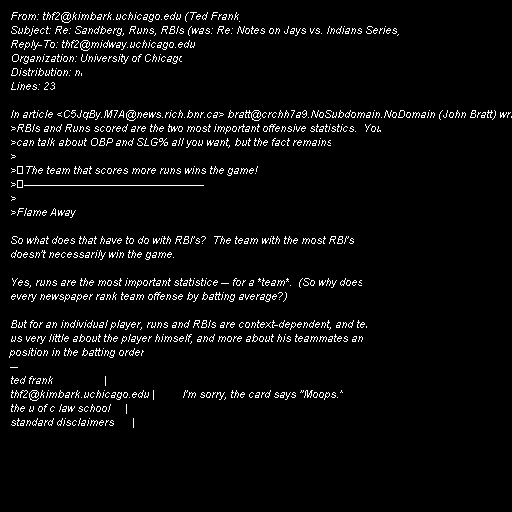 From: thf2@kimbark.uchicago.edu (Ted Frank
Subject: Re: Sandberg, Runs, RBIs (was: Re: Notes on Jays vs. Indians Series)
Reply-To: thf2@midway.uchicago.edu
Organization: University of Chicago
Distribution: n
Lines: 23

In article <C5JqBy.M7A@news.rich.bnr.ca> bratt@crchh7a9.NoSubdomain.NoDomain (John Bratt) wr
>RBIs and Runs scored are the two most important offensive statistics.  You
>can talk about OBP and SLG% all you want, but the fact remains
>
>The team that scores more runs wins the game!
>---------------------------------------------
>
>Flame Away

So what does that have to do with RBI's?  The team with the most RBI's
doesn't necessarily win the game.

Yes, runs are the most important statistice -- for a *team*.  (So why does
every newspaper rank team offense by batting average?)

But for an individual player, runs and RBIs are context-dependent, and te
us very little about the player himself, and more about his teammates an
position in the batting order
--
ted frank                 |
thf2@kimbark.uchicago.edu |         I'm sorry, the card says "Moops."
the u of c law school     |
standard disclaimers      |